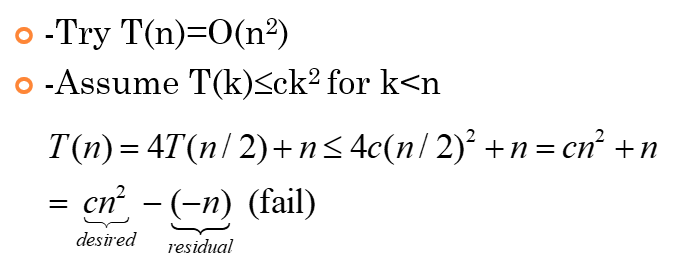 -Try T(n)=O(n²)
-Assume T(k)≤ck² for k<n
T(n) = 4T(n / 2) + n ≤ 4c(n / 2)² + n = cn² + n
= cn² − (−n) (fail)
desired residual